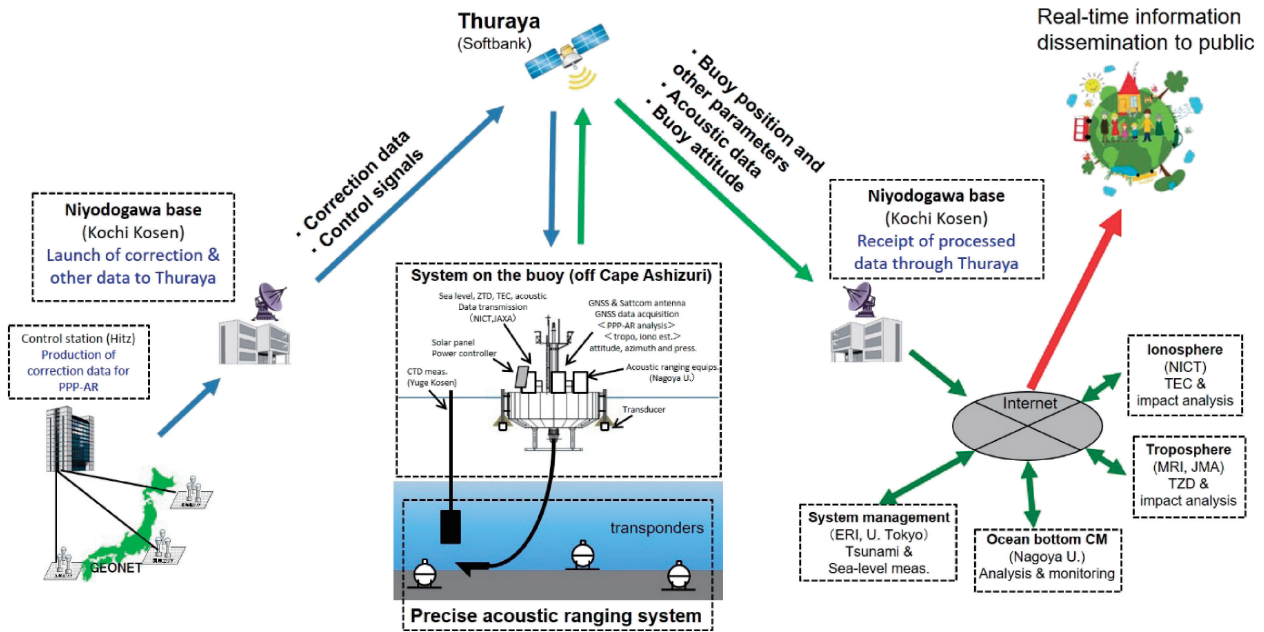 Thuraya
(Softbank)
Real-time information
dissemination to public
・Correction data
・Control signals
・Buoy position and
other parameters
・Acoustic data
・Buoy attitude
Niyodogawa base
(Kochi Kosen)
Launch of correction &
other data to Thuraya
Control station (Hitz)
Production of
correction data for
PPP-AR
GEONET
System on the buoy (off Cape Ashizuri)
Sea level, ZTD, TEC, acoustic
Data transmission
(NICT,JAXA)
Solar panel
Power controller
CTD meas.
(Yuge Kosen)
GNSS & Sattcom antenna
GNSS data acquisition
＜PPP-AR analysis＞
＜tropo, iono est.＞
attitude, azimuth and press.
Acoustic ranging equips.
(Nagoya U.)
Transducer
transponders
Precise acoustic ranging system
Niyodogawa base
(Kochi Kosen)
Receipt of processed
data through Thuraya
Internet
Ionosphere
(NICT)
TEC &
impact analysis
Troposphere
(MRI, JMA)
TZD &
impact analysis
System management
(ERI, U. Tokyo)
Tsunami &
Sea-level meas.
Ocean bottom CM
(Nagoya U.)
Analysis & monitoring